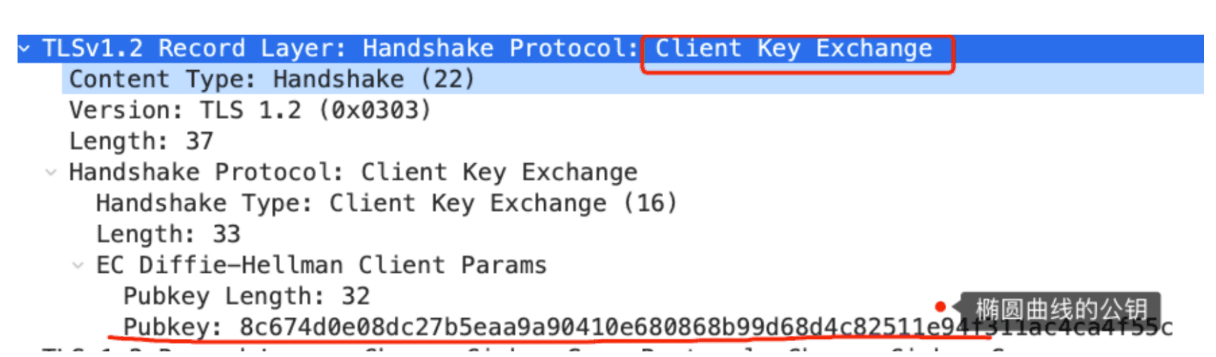 TLSv1.2 Record Layer: Handshake Protocol: Client Key Exchange
Content Type: Handshake (22)
Version: TLS 1.2 (0x0303)
Length: 37
Handshake Protocol: Client Key Exchange
Handshake Type: Client Key Exchange (16)
Length: 33
EC Diffie-Hellman Client Params
Pubkey Length: 32
椭圆曲线的公钥
Pubkey: 8c674d0e08dc27b5eaa9a90410e680868b99d68d4c82511e94f311ac4ca4f55c